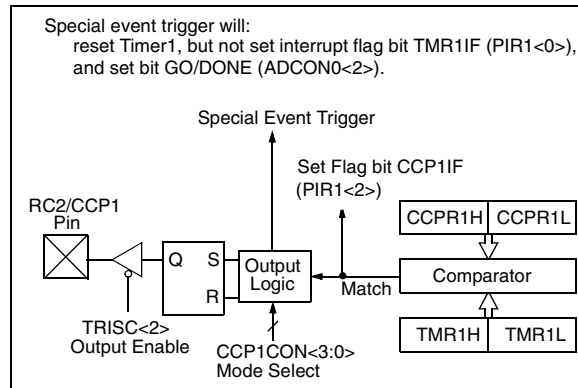 Special event trigger will:
reset Timer1, but not set interrupt flag bit TMR1IF (PIR1<0>),
and set bit GO/DONE (ADCON0<2>).
Special Event Trigger
Set Flag bit CCP1IF
(PIR1<2>)
RC2/CCP1
Pin
CCPR1H CCPR1L
Q S
R
Output
Logic
Match
Comparator
TRISC<2>
Output Enable
CCP1CON<3:0>
Mode Select
TMR1H TMR1L